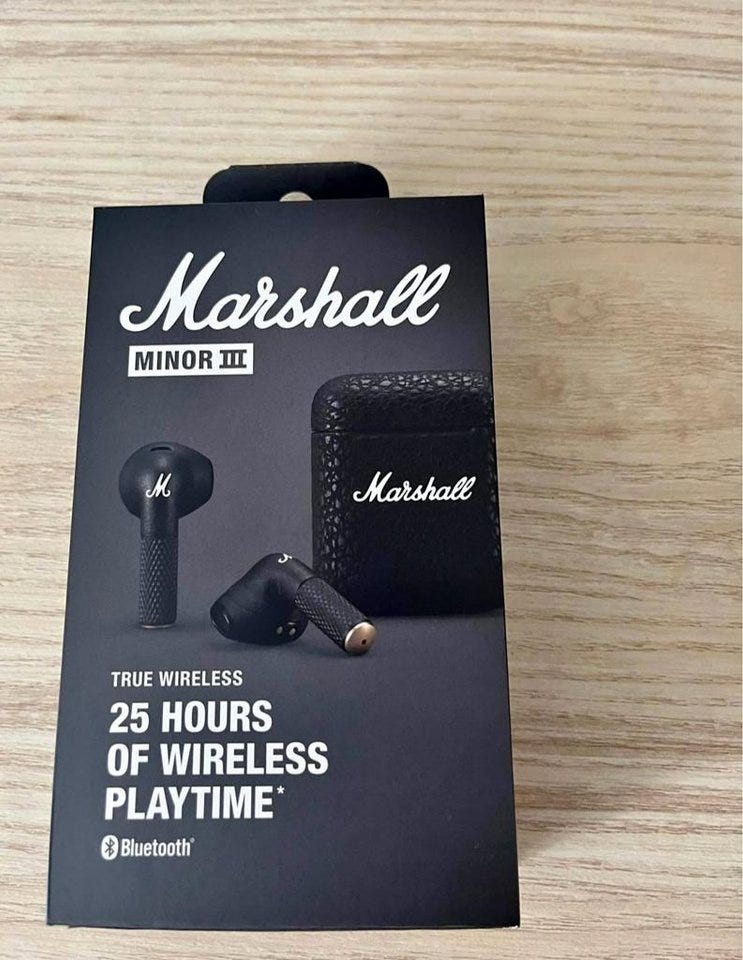 Marshall
MINOR III
M
Marshall
TRUE WIRELESS
25 HOURS
OF WIRELESS
PLAYTIME*
Bluetooth®